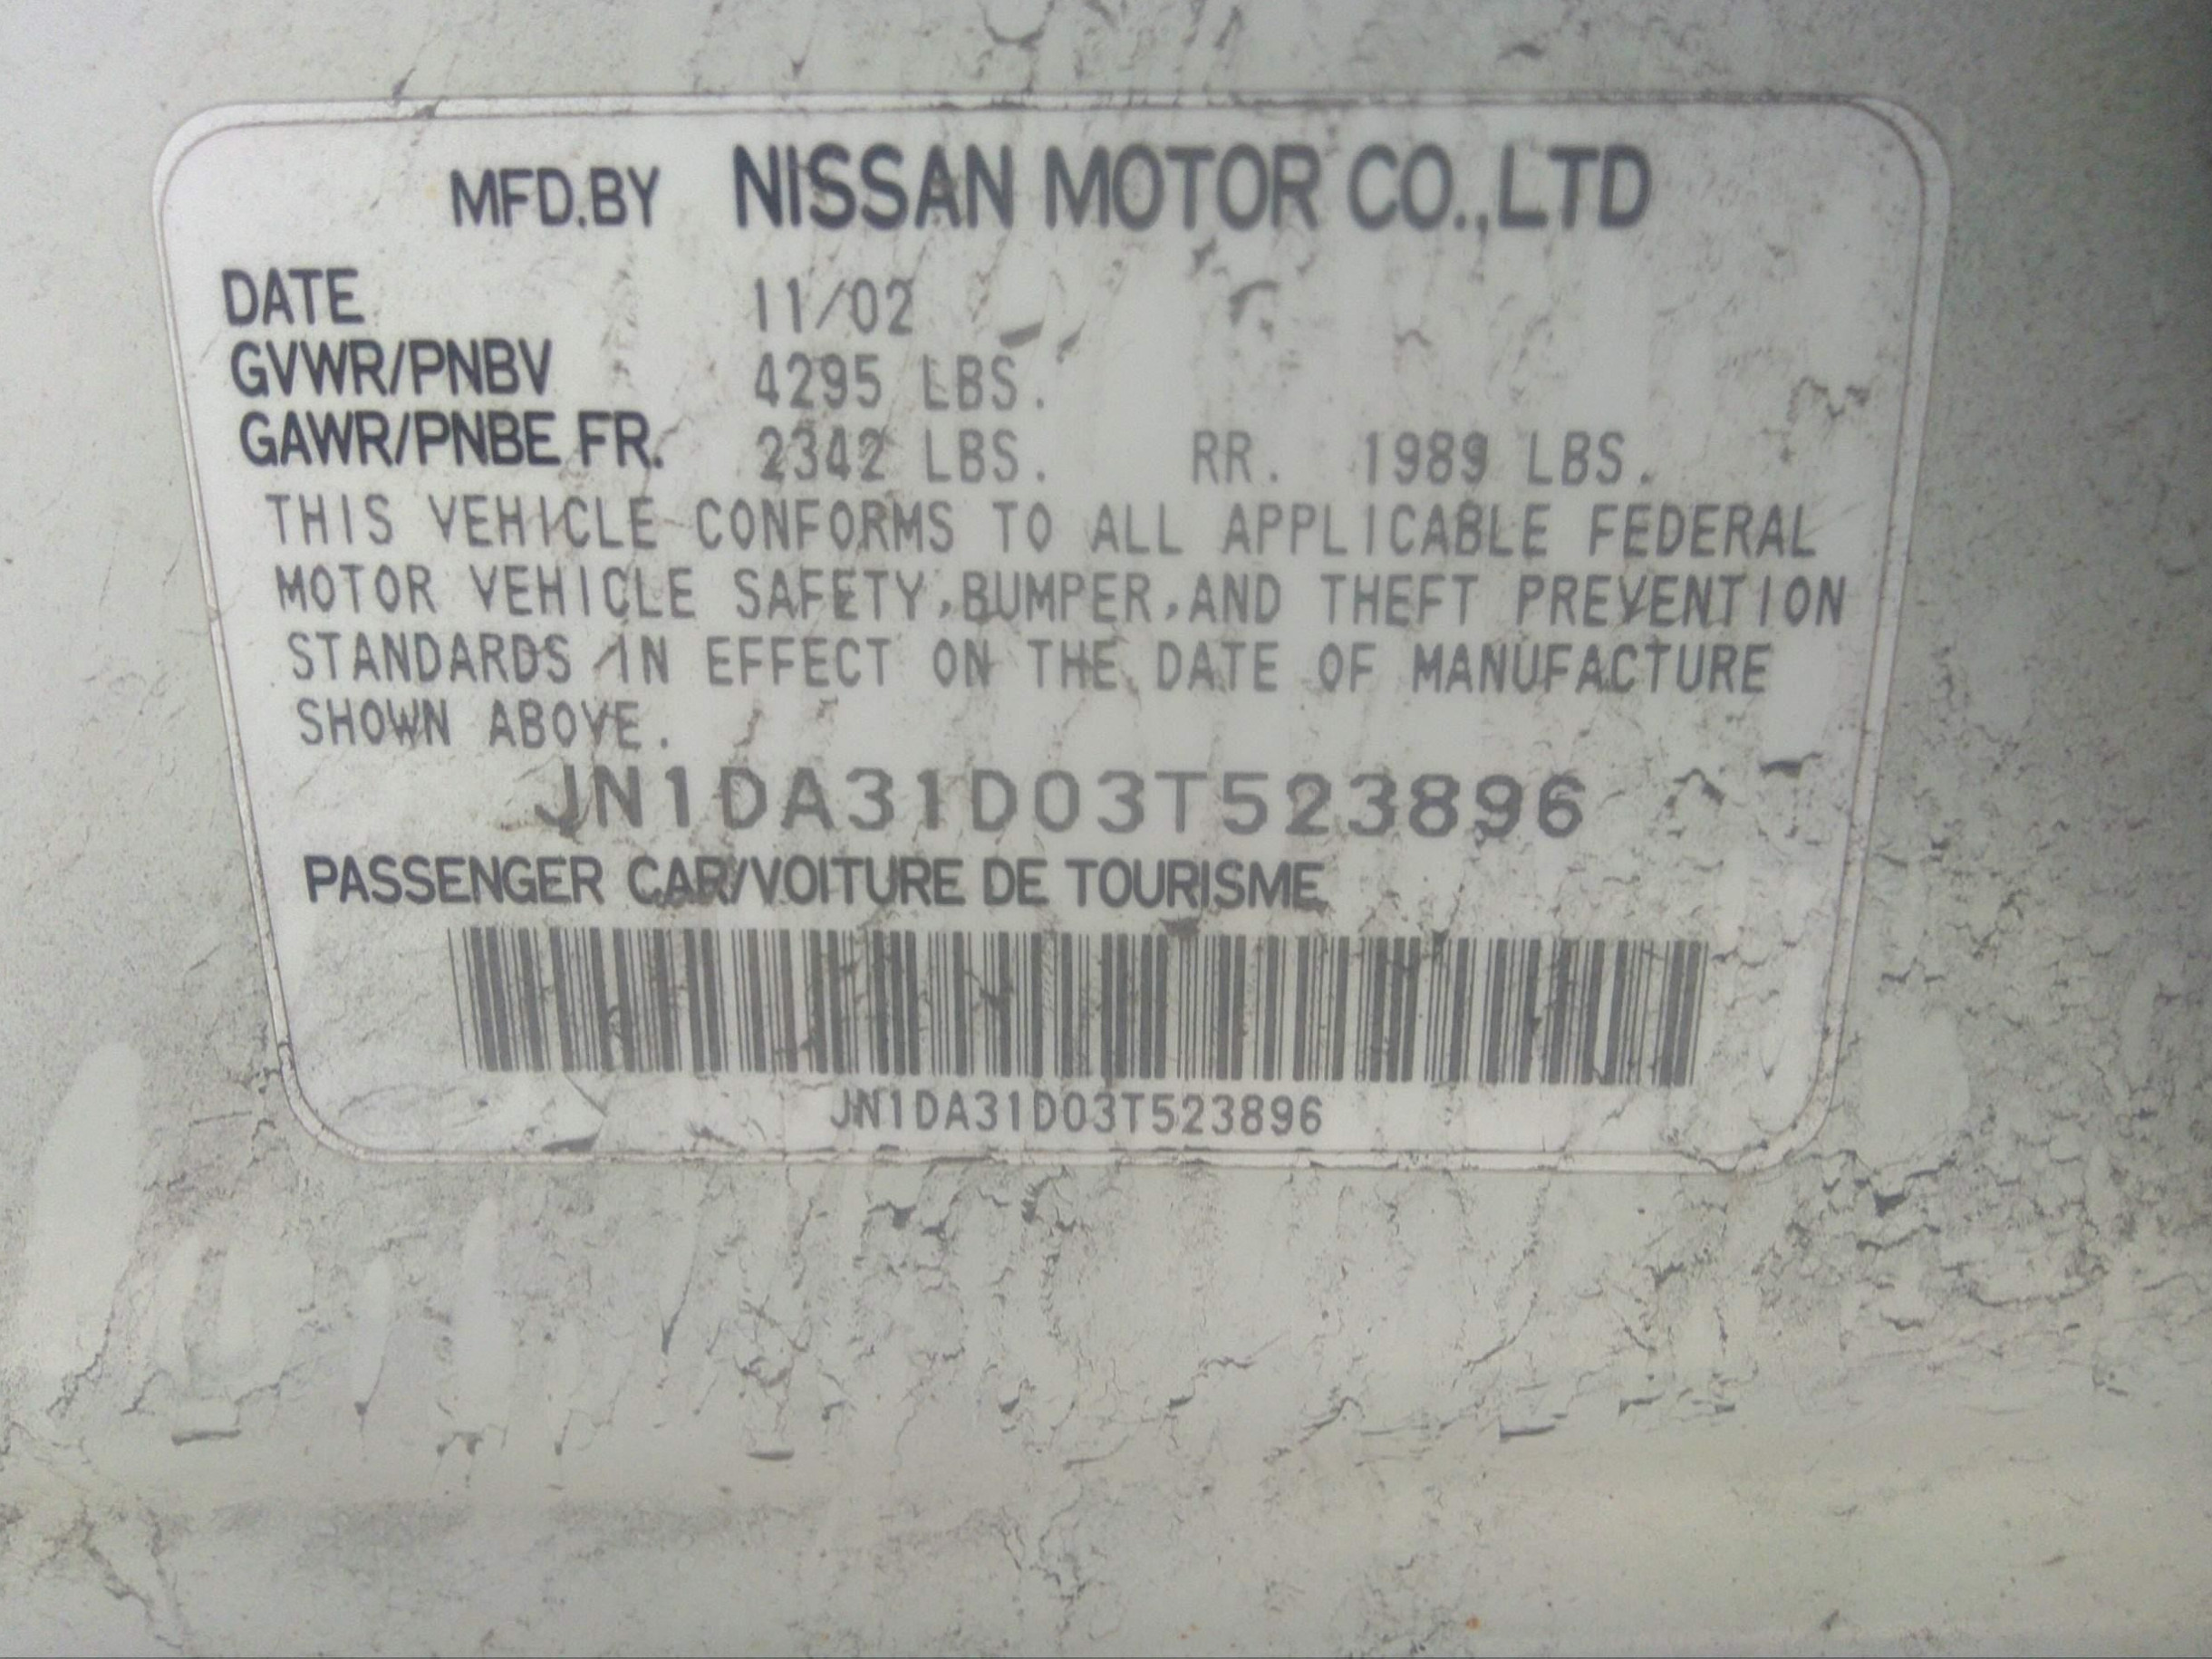 MFD.BY NISSAN MOTOR CO.,LTD
DATE 11/02
GVWR/PNBV 4295 LBS.
GAWR/PNBE FR. 2342 LBS. RR. 1989 LBS.
THIS VEHICLE CONFORMS TO ALL APPLICABLE FEDERAL
MOTOR VEHICLE SAFETY,BUMPER,AND THEFT PREVENTION
STANDARDS IN EFFECT ON THE DATE OF MANUFACTURE
SHOWN ABOVE.
JN1DA31D03T523896
PASSENGER CAR/VOITURE DE TOURISME
JN1DA31D03T523896